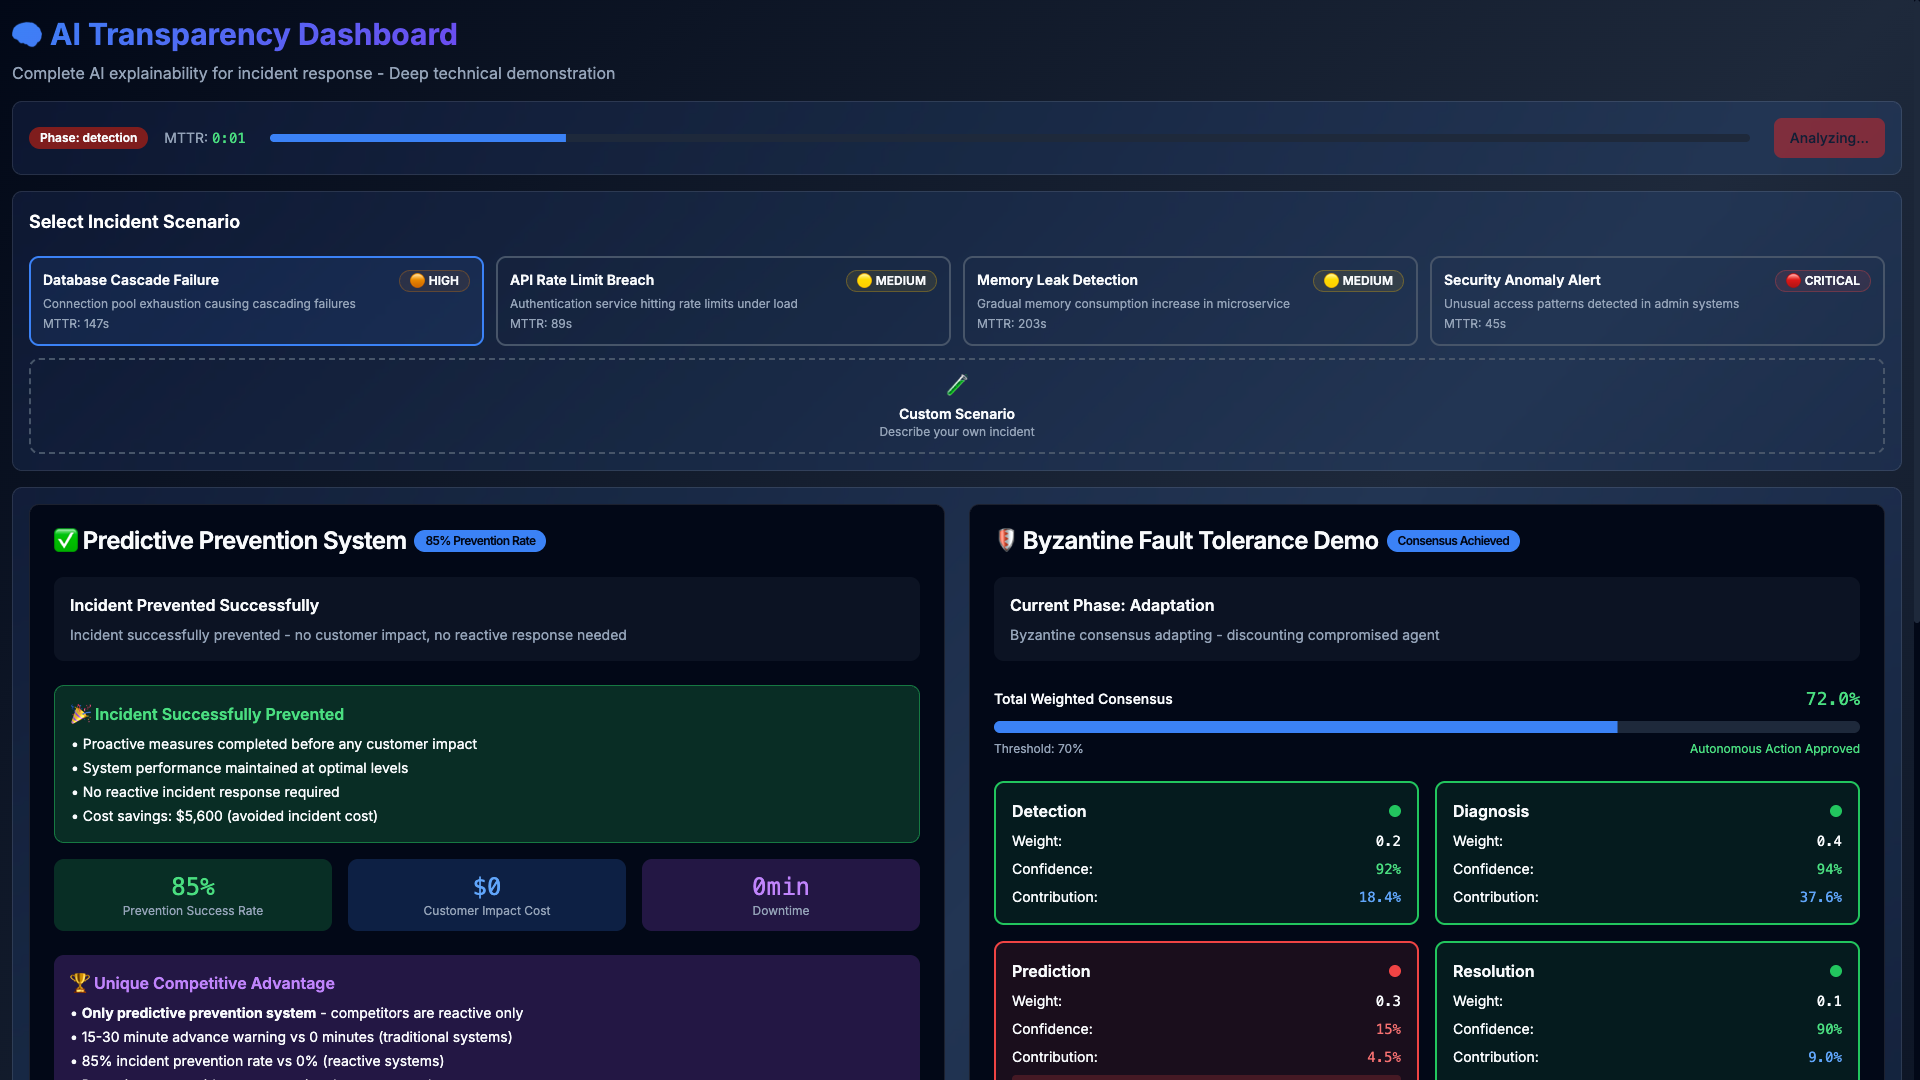 AI Transparency Dashboard
Complete AI explainability for incident response - Deep technical demonstration
Phase: detection
MTTR: 0:01
Analyzing...
Select Incident Scenario
Database Cascade Failure
HIGH
Connection pool exhaustion causing cascading failures
MTTR: 147s
API Rate Limit Breach
MEDIUM
Authentication service hitting rate limits under load
MTTR: 89s
Memory Leak Detection
MEDIUM
Gradual memory consumption increase in microservice
MTTR: 203s
Security Anomaly Alert
CRITICAL
Unusual access patterns detected in admin systems
MTTR: 45s
Custom Scenario
Describe your own incident
Predictive Prevention System
85% Prevention Rate
Incident Prevented Successfully
Incident successfully prevented - no customer impact, no reactive response needed
Incident Successfully Prevented
• Proactive measures completed before any customer impact
• System performance maintained at optimal levels
• No reactive incident response required
• Cost savings: $5,600 (avoided incident cost)
85%
Prevention Success Rate
$0
Customer Impact Cost
0min
Downtime
Unique Competitive Advantage
• Only predictive prevention system - competitors are reactive only
• 15-30 minute advance warning vs 0 minutes (traditional systems)
• 85% incident prevention rate vs 0% (reactive systems)
Byzantine Fault Tolerance Demo
Consensus Achieved
Current Phase: Adaptation
Byzantine consensus adapting - discounting compromised agent
Total Weighted Consensus
72.0%
Threshold: 70%
Autonomous Action Approved
Detection
Weight: 0.2
Confidence: 92%
Contribution: 18.4%
Diagnosis
Weight: 0.4
Confidence: 94%
Contribution: 37.6%
Prediction
Weight: 0.3
Confidence: 15%
Contribution: 4.5%
Resolution
Weight: 0.1
Confidence: 90%
Contribution: 9.0%